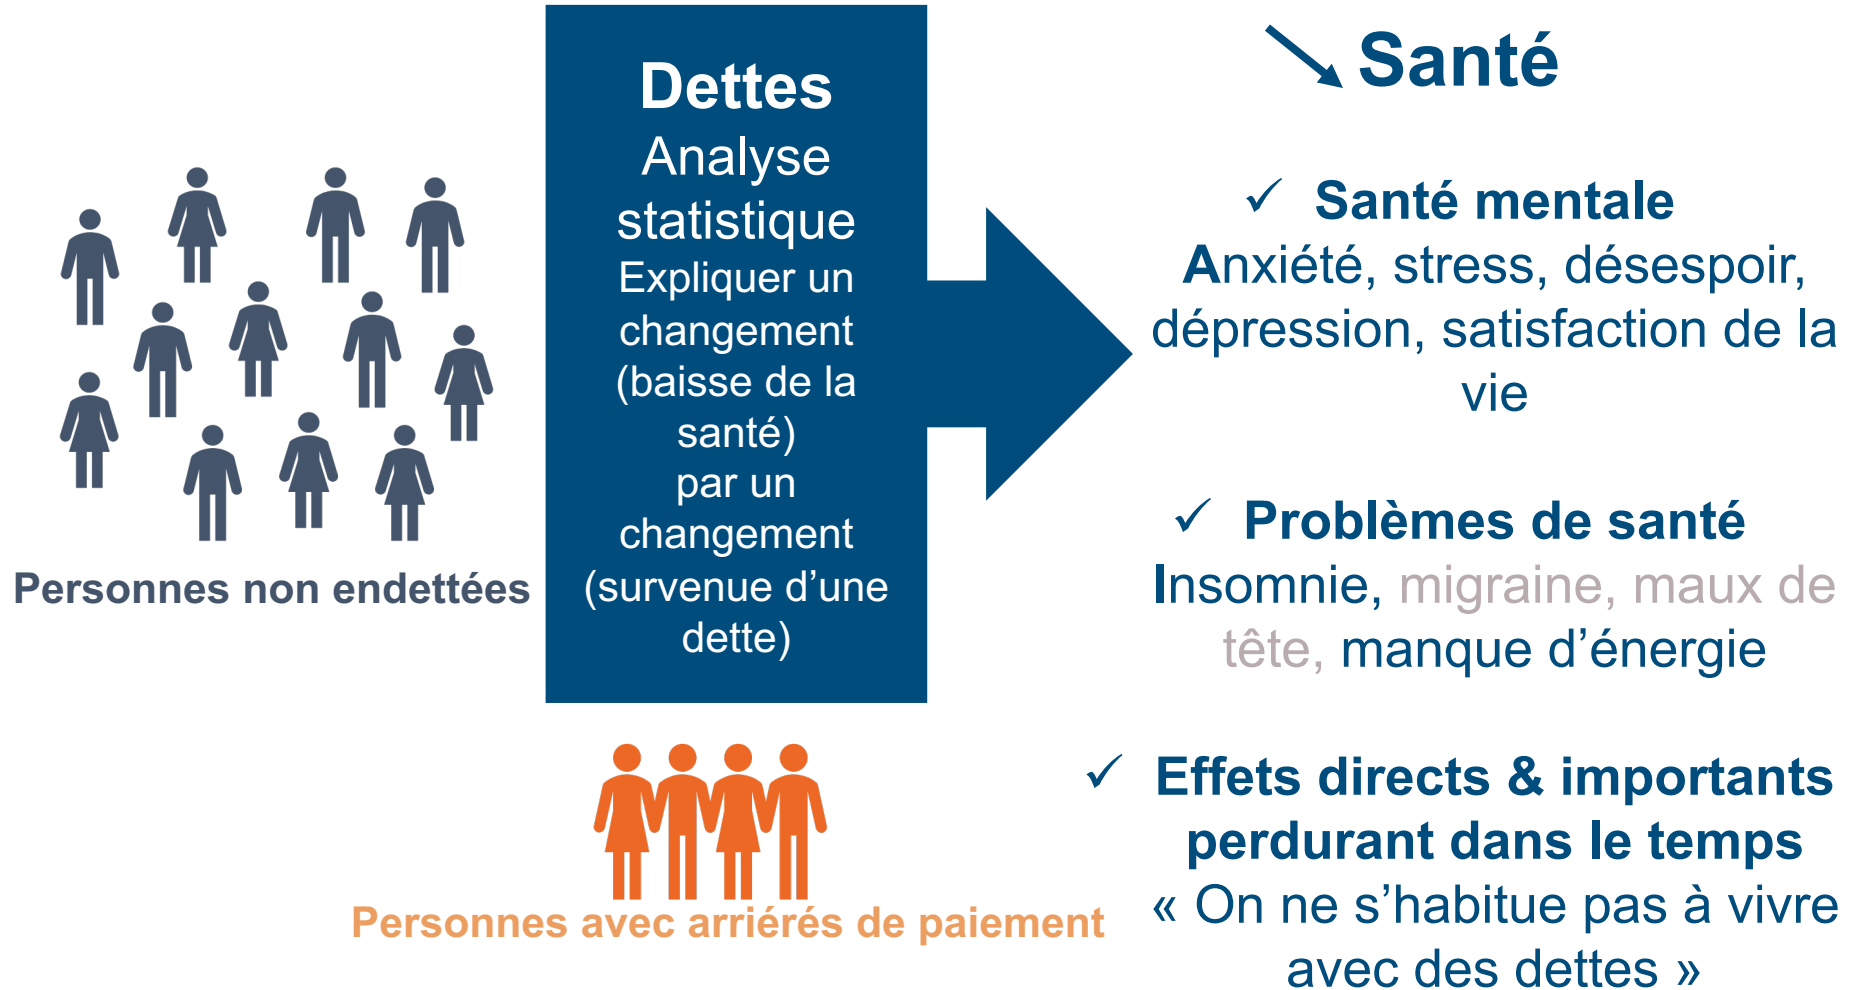 Personnes non endettées
Dettes
Analyse
statistique
Expliquer un
changement
(baisse de la
santé)
par un
changement
(survenue d’une
dette)
Personnes avec arriérés de paiement
Santé
✓ Santé mentale
Anxiété, stress, désespoir,
dépression, satisfaction de la
vie
✓ Problèmes de santé
Insomnie, migraine, maux de
tête, manque d’énergie
✓ Effets directs & importants
perdurant dans le temps
« On ne s’habitue pas à vivre
avec des dettes »